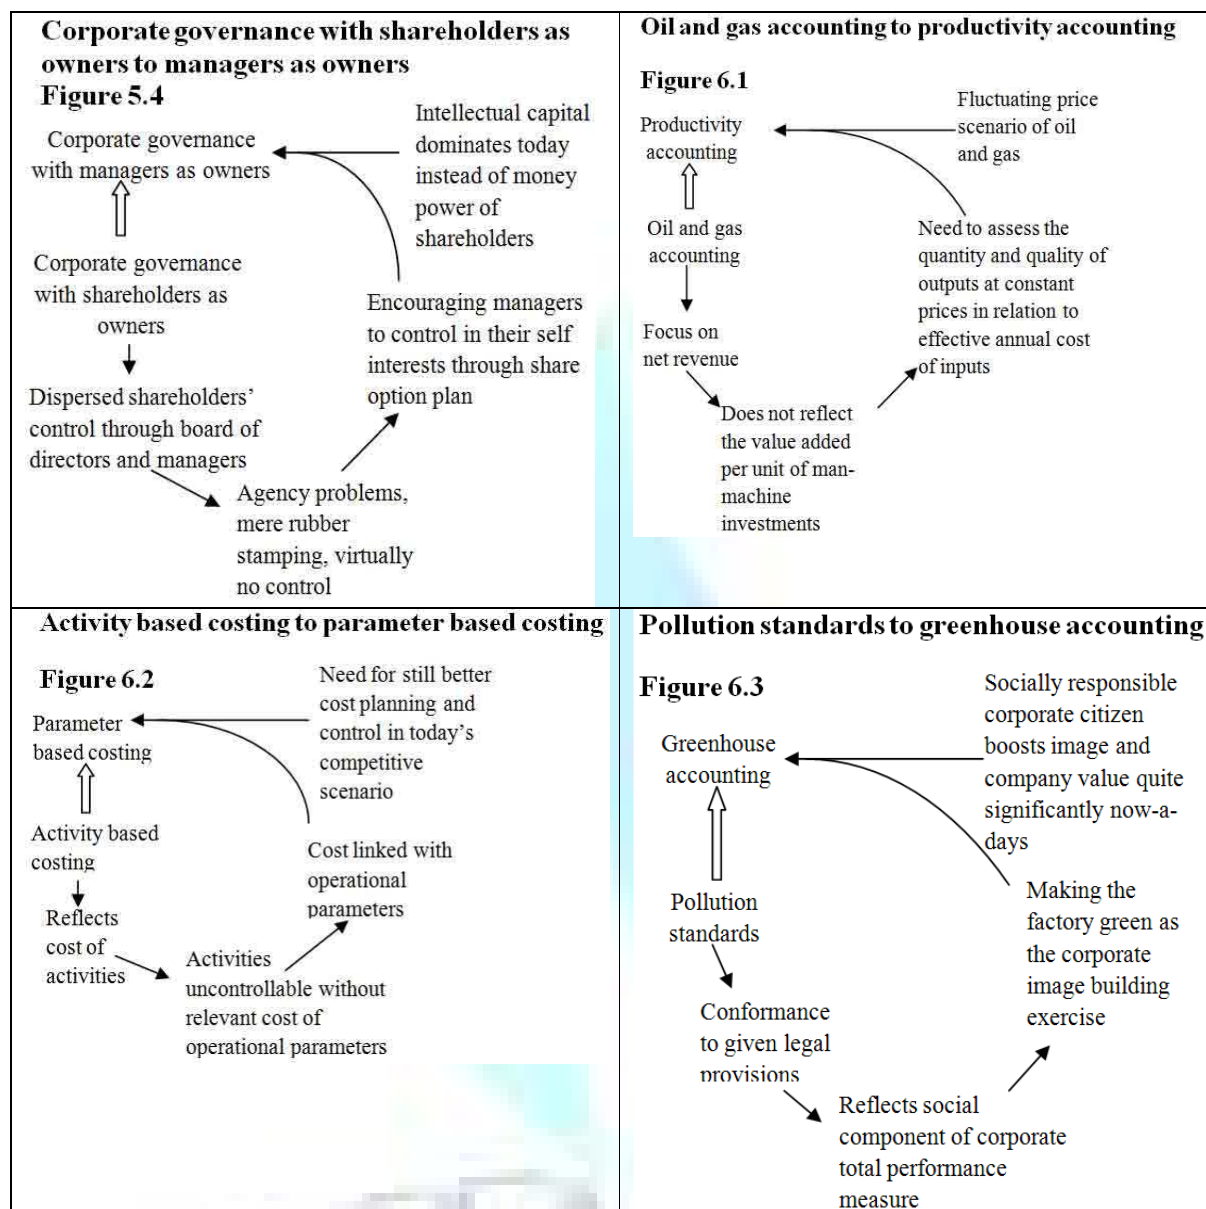 Corporate governance with shareholders as
owners to managers as owners
Figure 5.4
Intellectual capital
dominates today
instead of money
power of
shareholders
Corporate governance
with managers as owners
Corporate governance
with shareholders as
owners
Encouraging managers
to control in their self
interests through share
option plan
Dispersed shareholders’
control through board of
directors and managers
Agency problems,
mere rubber
stamping, virtually
no control
Oil and gas accounting to productivity accounting
Figure 6.1
Fluctuating price
scenario of oil
and gas
Productivity
accounting
Oil and gas
accounting
Need to assess the
quantity and quality of
outputs at constant
prices in relation to
effective annual cost
of inputs
Focus on
net revenue
Does not reflect
the value added
per unit of man-
machine
investments
Activity based costing to parameter based costing
Figure 6.2
Need for still better
cost planning and
control in today’s
competitive
scenario
Parameter
based costing
Activity based
costing
Cost linked with
operational
parameters
Reflects
cost of
activities
Activities
uncontrollable without
relevant cost of
operational parameters
Pollution standards to greenhouse accounting
Figure 6.3
Socially responsible
corporate citizen
boosts image and
company value quite
significantly now-a-
days
Greenhouse
accounting
Pollution
standards
Making the
factory green as
the corporate
image building
exercise
Conformance
to given legal
provisions
Reflects social
component of corporate
total performance
measure